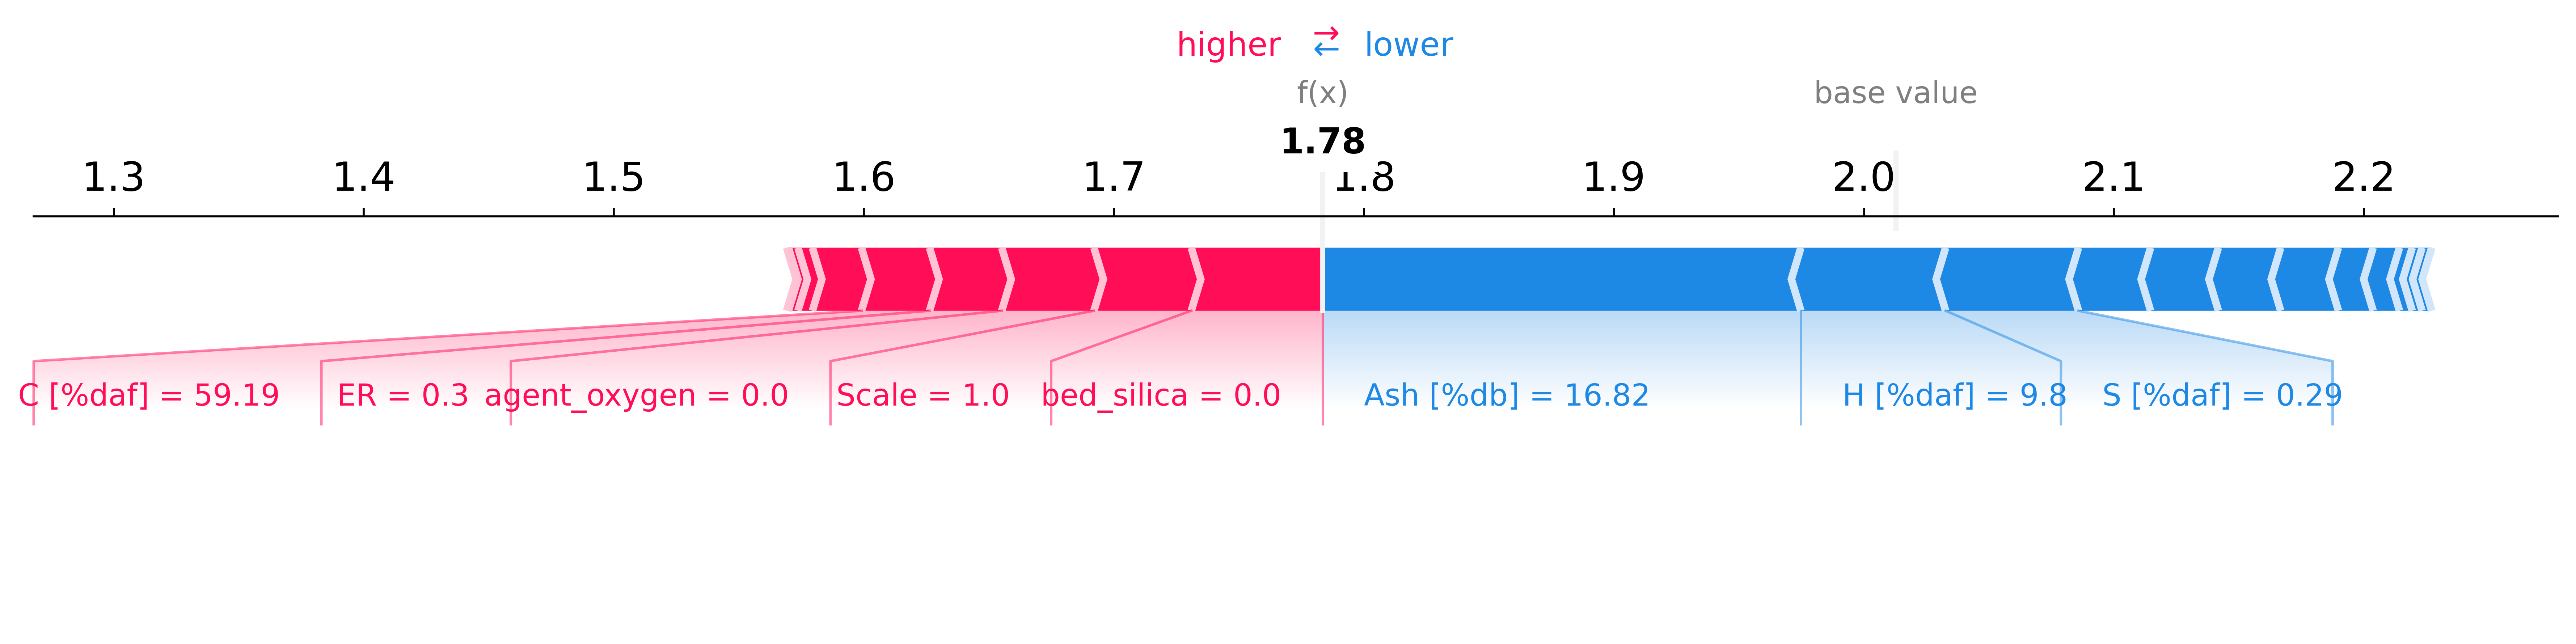 higher ⇄ lower
f(x) base value
1.78
1.3 1.4 1.5 1.6 1.7 1.8 1.9 2.0 2.1 2.2
C [%daf] = 59.19 ER = 0.3 agent_oxygen = 0.0 Scale = 1.0 bed_silica = 0.0 Ash [%db] = 16.82 H [%daf] = 9.8 S [%daf] = 0.29